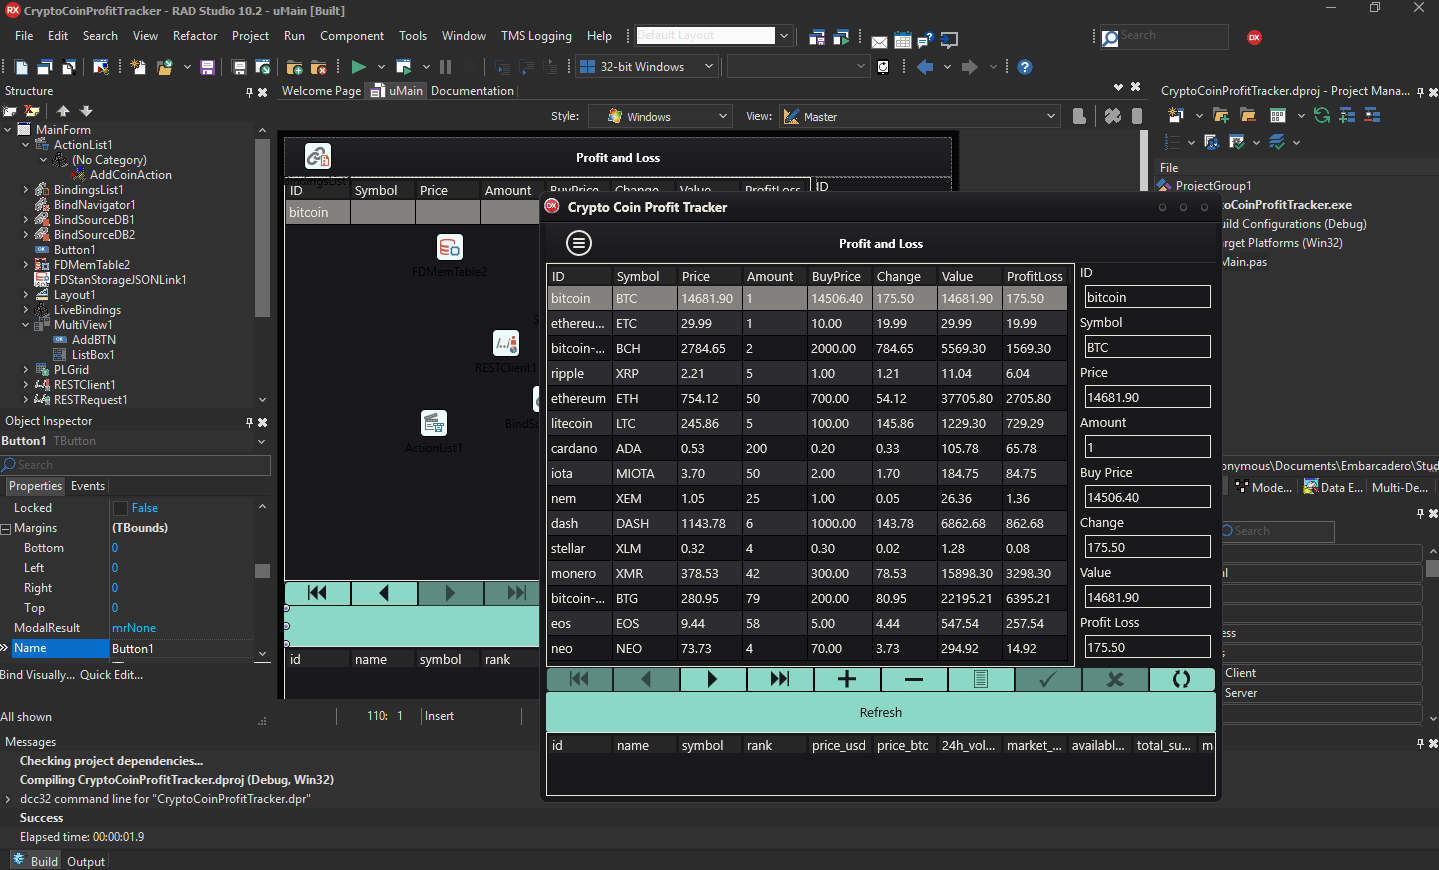 CryptoCoinProfitTracker - RAD Studio 10.2 - uMain [Built]
File Edit Search View Refactor Project Run Component Tools Window TMS Logging Help Default Layout Search
32-bit Windows
Structure
Welcome Page uMain Documentation
CryptoCoinProfitTracker.dproj - Project Mana...
Style: Windows View: Master
MainForm
ActionList1
(No Category)
AddCoinAction
BindingsList1
BindNavigator1
BindSourceDB1
BindSourceDB2
Button1
FDMemTable2
FDStanStorageJSONLink1
Layout1
LiveBindings
MultiView1
AddBTN
ListBox1
PLGrid
RESTClient1
RESTRequest1
Object Inspector
Button1 TButton
Search
Properties Events
Locked False
Margins (TBounds)
Bottom 0
Left 0
Right 0
Top 0
ModalResult mrNone
Name Button1
Bind Visually... Quick Edit...
All shown
Profit and Loss
BindingsList1
ID Symbol Price Amount BuyPrice Change Value ProfitLoss ID
bitcoin
FDMemTable2
RESTClient1
ActionList1
id name symbol rank
110: 1 Insert
File
ProjectGroup1
toCoinProfitTracker.exe
uild Configurations (Debug)
arget Platforms (Win32)
Main.pas
onymous\Documents\Embarcadero\Stud
Mode... Data E... Multi-De...
Search
Client
Server
Crypto Coin Profit Tracker
Profit and Loss
ID Symbol Price Amount BuyPrice Change Value ProfitLoss
bitcoin BTC 14681.90 1 14506.40 175.50 14681.90 175.50
ethereu... ETC 29.99 1 10.00 19.99 29.99 19.99
bitcoin-... BCH 2784.65 2 2000.00 784.65 5569.30 1569.30
ripple XRP 2.21 5 1.00 1.21 11.04 6.04
ethereum ETH 754.12 50 700.00 54.12 37705.80 2705.80
litecoin LTC 245.86 5 100.00 145.86 1229.30 729.29
cardano ADA 0.53 200 0.20 0.33 105.78 65.78
iota MIOTA 3.70 50 2.00 1.70 184.75 84.75
nem XEM 1.05 25 1.00 0.05 26.36 1.36
dash DASH 1143.78 6 1000.00 143.78 6862.68 862.68
stellar XLM 0.32 4 0.30 0.02 1.28 0.08
monero XMR 378.53 42 300.00 78.53 15898.30 3298.30
bitcoin-... BTG 280.95 79 200.00 80.95 22195.21 6395.21
eos EOS 9.44 58 5.00 4.44 547.54 257.54
neo NEO 73.73 4 70.00 3.73 294.92 14.92
ID
bitcoin
Symbol
BTC
Price
14681.90
Amount
1
Buy Price
14506.40
Change
175.50
Value
14681.90
Profit Loss
175.50
Refresh
id name symbol rank price_usd price_btc 24h_vol... market_... availabl... total_su... m
Messages
Checking project dependencies...
Compiling CryptoCoinProfitTracker.dproj (Debug, Win32)
dcc32 command line for "CryptoCoinProfitTracker.dpr"
Success
Elapsed time: 00:00:01.9
Build Output